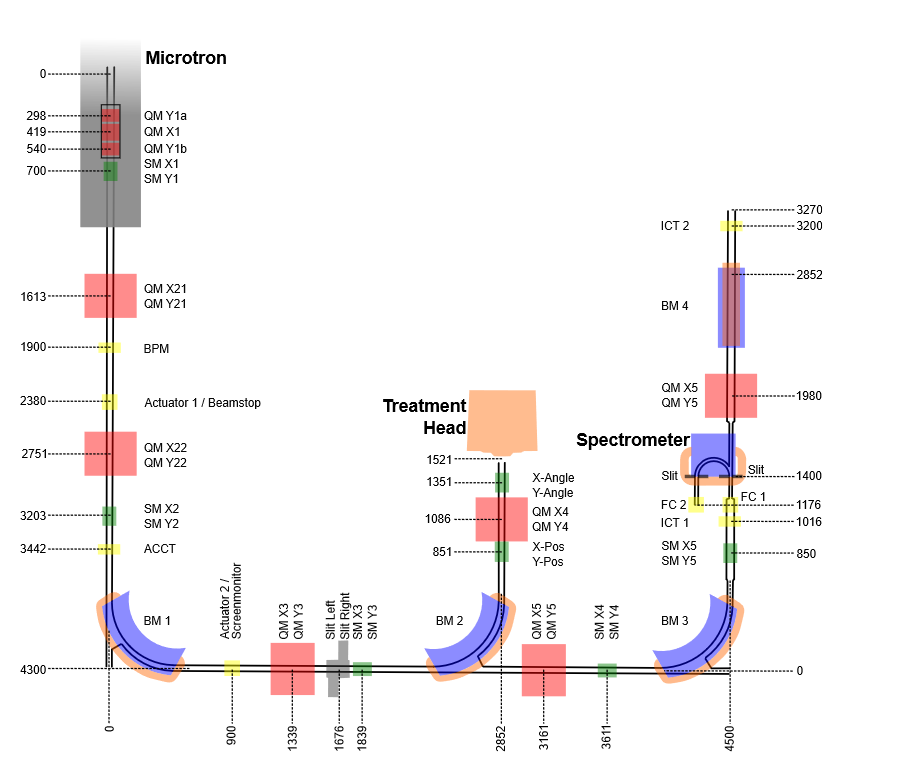 Microtron
0
298
QM Y1a
419
QM X1
540
QM Y1b
700
SM X1
SM Y1
1613
QM X21
QM Y21
1900
BPM
2380
Actuator 1 / Beamstop
2751
QM X22
QM Y22
3203
SM X2
SM Y2
3442
ACCT
BM 1
4300
Actuator 2 /
Screenmonitor
QM X3
QM Y3
Slit Left
Slit Right
SM X3
SM Y3
Treatment
Head
1521
1351
X-Angle
Y-Angle
1086
QM X4
QM Y4
851
X-Pos
Y-Pos
BM 2
QM X5
QM Y5
SM X4
SM Y4
3270
ICT 2
3200
2852
BM 4
QM X5
QM Y5
1980
Spectrometer
Slit
Slit
1400
FC 2
FC 1
1176
ICT 1
1016
SM X5
SM Y5
850
BM 3
0
0
900
1339
1676
1839
2852
3161
3611
4500